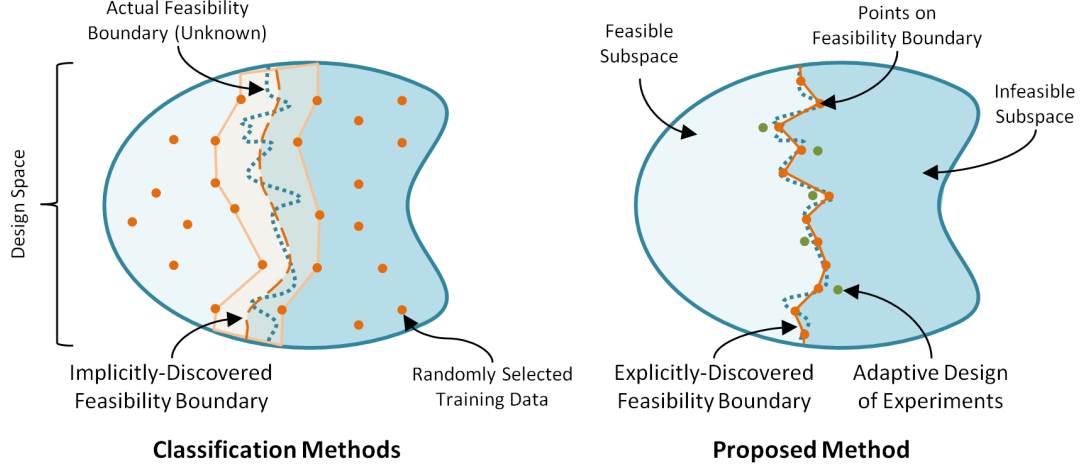 Actual Feasibility
Boundary (Unknown)
Design Space
Implicitly-Discovered
Feasibility Boundary
Randomly Selected
Training Data
Classification Methods
Feasible
Subspace
Points on
Feasibility Boundary
Infeasible
Subspace
Explicitly-Discovered
Feasibility Boundary
Adaptive Design
of Experiments
Proposed Method